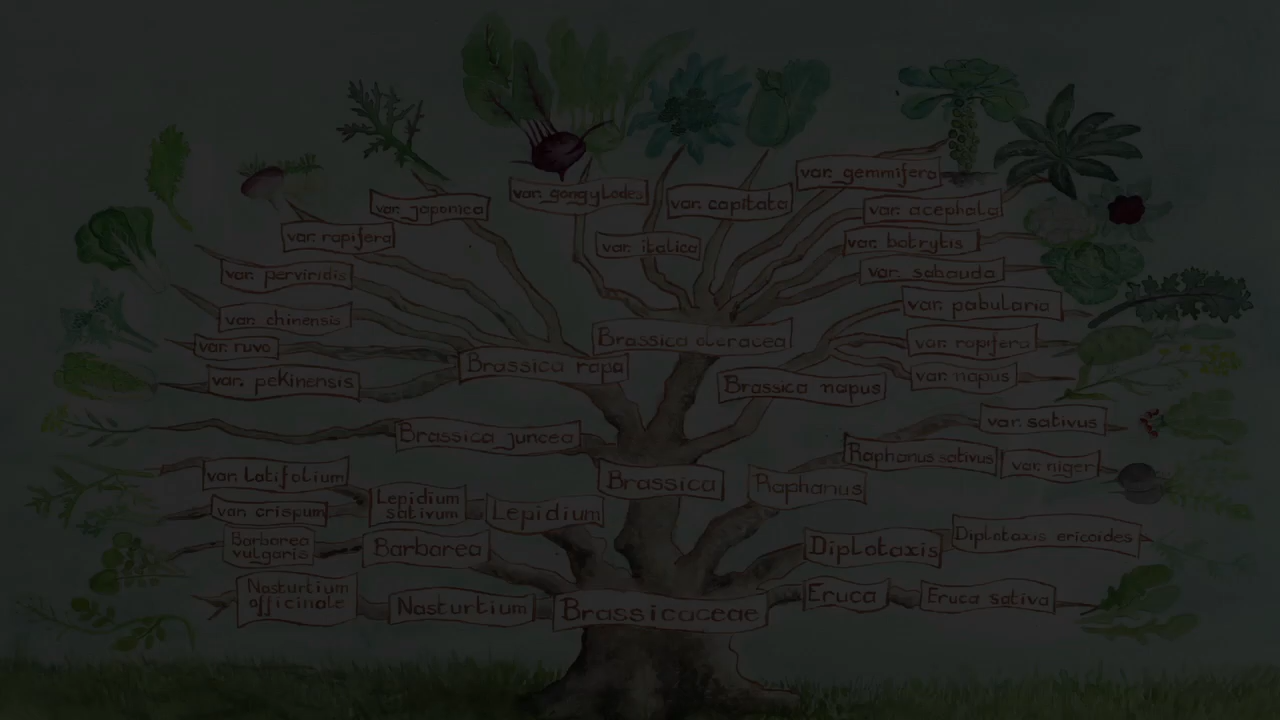 var. gemmifera
var. gongylodes
var. capitata
var. japonica
var. acephala
var. rapifera
var. italica
var. botrytis
var. perviridis
var. sabauda
var. pabularia
var. chinensis
var. ruvo
Brassica oleracea
var. rapifera
Brassica rapa
var. pekinensis
Brassica napus
var. napus
Brassica juncea
var. sativus
Raphanus sativus
var. niger
var. latifolium
Brassica
Raphanus
var. crispum
Lepidium
sativum
Lepidium
Barbarea
vulgaris
Barbarea
Diplotaxis
Diplotaxis ericoides
Nasturtium
officinale
Nasturtium
Brassicaceae
Eruca
Eruca sativa